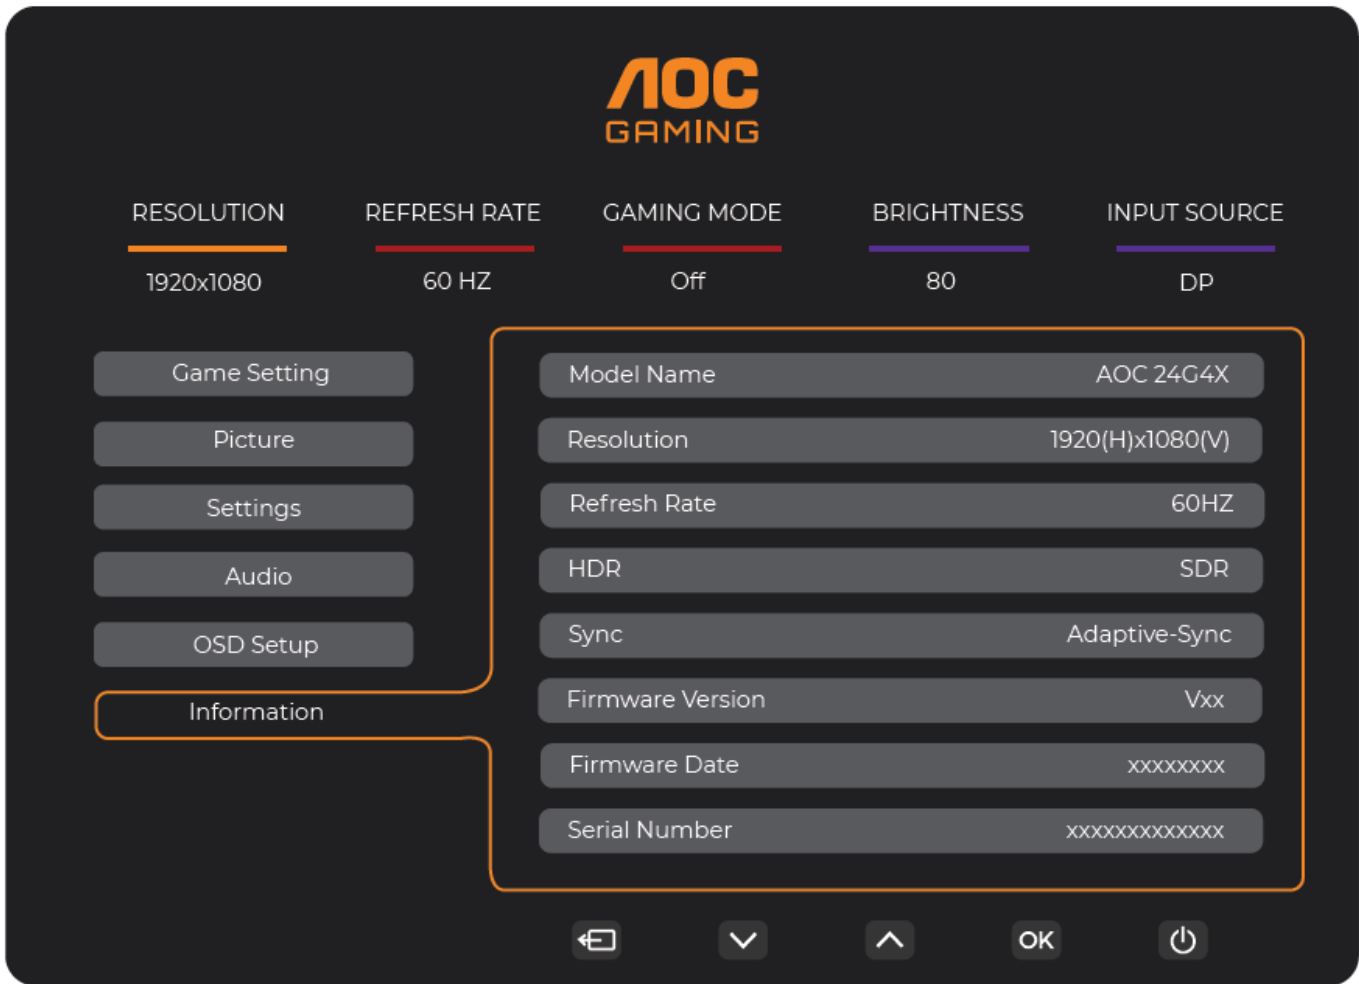 AOC
GAMING
RESOLUTION REFRESH RATE GAMING MODE BRIGHTNESS INPUT SOURCE
1920x1080 60 HZ Off 80 DP
Game Setting
Picture
Settings
Audio
OSD Setup
Information
Model Name AOC 24G4X
Resolution 1920(H)x1080(V)
Refresh Rate 60HZ
HDR SDR
Sync Adaptive-Sync
Firmware Version Vxx
Firmware Date xxxxxxxx
Serial Number xxxxxxxxxxxxx
OK